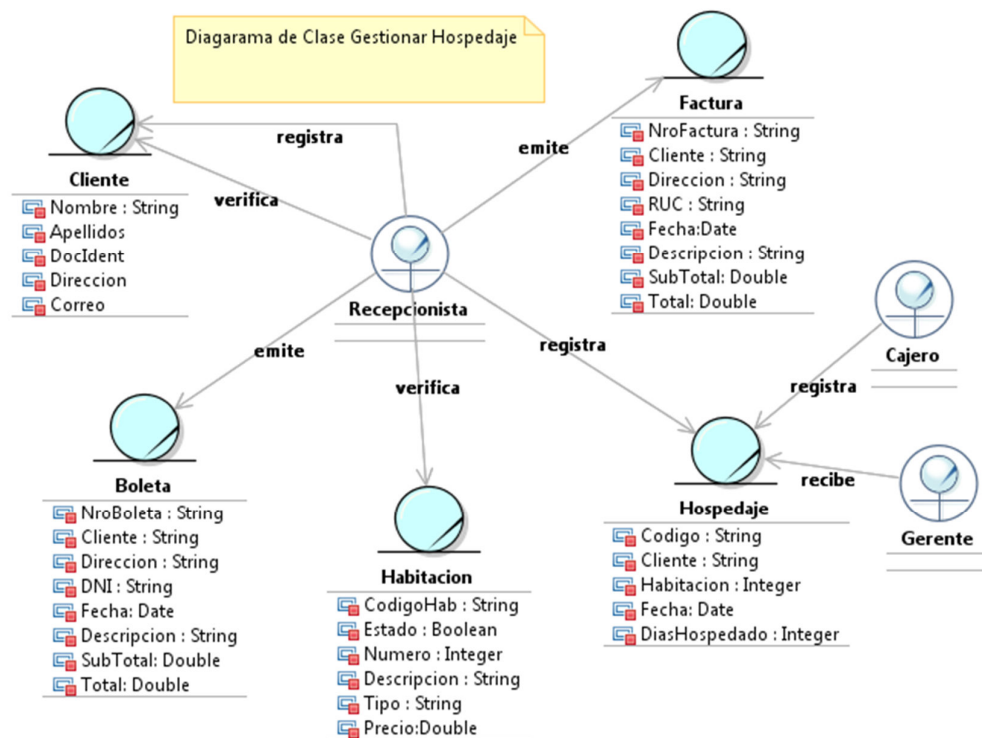 Diagarama de Clase Gestionar Hospedaje
Factura
NroFactura : String
Cliente : String
Direccion : String
RUC : String
Fecha:Date
Descripcion : String
SubTotal: Double
Total: Double
registra
emite
verifica
Cliente
Nombre : String
Apellidos
DocIdent
Direccion
Correo
Recepcionista
emite
verifica
registra
Cajero
registra
recibe
Gerente
Boleta
NroBoleta : String
Cliente : String
Direccion : String
DNI : String
Fecha: Date
Descripcion : String
SubTotal: Double
Total: Double
Habitacion
CodigoHab : String
Estado : Boolean
Numero : Integer
Descripcion : String
Tipo : String
Precio:Double
Hospedaje
Codigo : String
Cliente : String
Habitacion : Integer
Fecha: Date
DiasHospedado : Integer